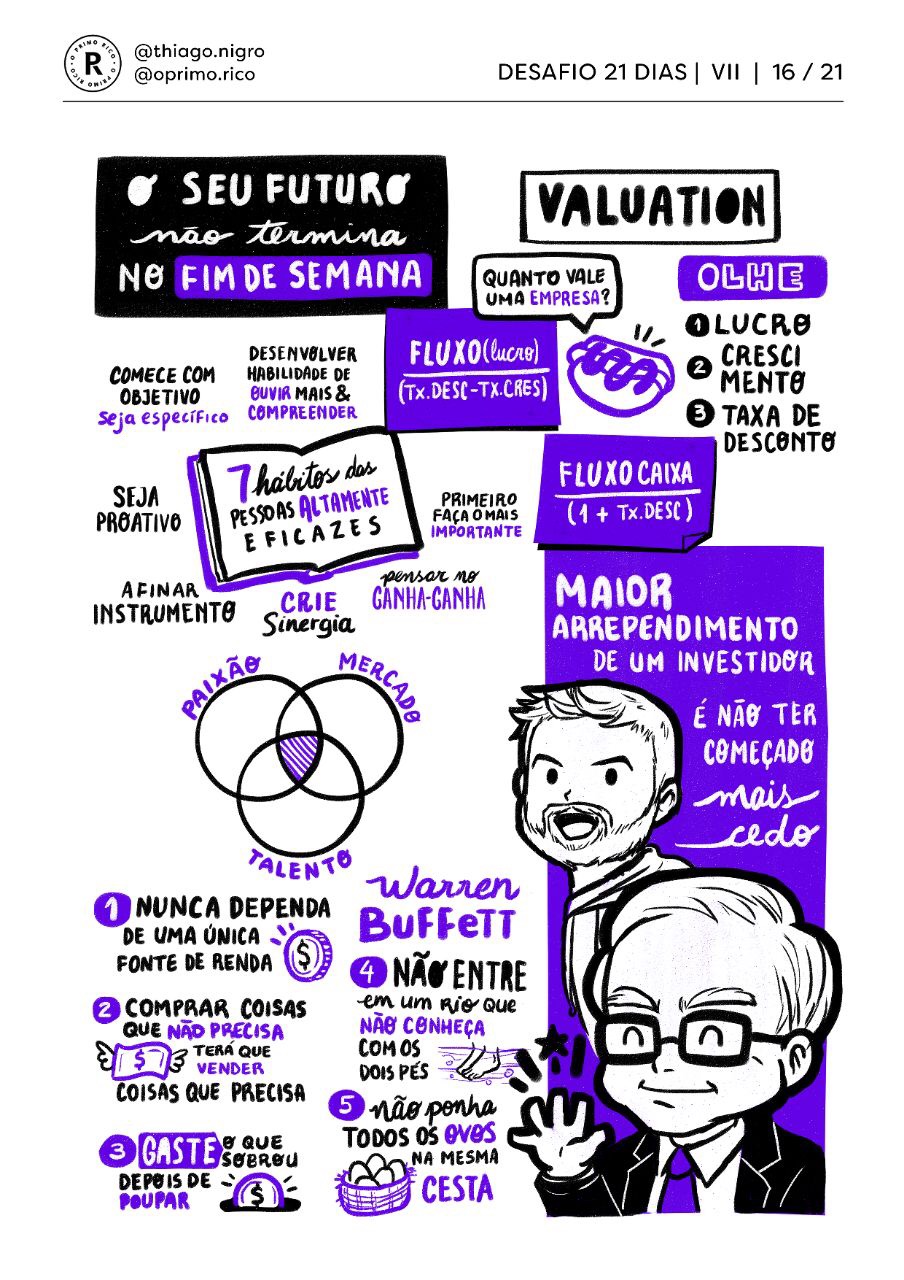 O PRIMO RICO • O PRIMO RICO •
R
@thiago.nigro
@oprimo.rico
DESAFIO 21 DIAS | VII | 16 / 21
O SEU FUTURO
não termina
NO FIM DE SEMANA
VALUATION
QUANTO VALE
UMA EMPRESA?
OLHE
1 LUCRO
2 CRESCI
MENTO
3 TAXA DE
DESCONTO
FLUXO (lucro)
(TX.DESC-TX.CRES)
FLUXO CAIXA
(1 + TX.DESC)
COMECE COM
OBJETIVO
Seja específico
DESENVOLVER
HABILIDADE DE
OUVIR MAIS &
COMPREENDER
7 hábitos das
PESSOAS ALTAMENTE
EFICAZES
SEJA
PROATIVO
PRIMEIRO
FAÇA O MAIS
IMPORTANTE
AFINAR
INSTRUMENTO
CRIE
Sinergia
pensar no
GANHA-GANHA
MAIOR
ARREPENDIMENTO
DE UM INVESTIDOR
É NÃO TER
COMEÇADO
mais
cedo
PAIXÃO
MERCADO
TALENTO
Warren
BUFFETT
1 NUNCA DEPENDA
DE UMA ÚNICA
FONTE DE RENDA
$
2 COMPRAR COISAS
QUE NÃO PRECISA
$
TERÁ QUE
VENDER
COISAS QUE PRECISA
3 GASTE O QUE
SOBROU
DEPOIS DE
POUPAR
$
4 NÃO ENTRE
em um rio que
NÃO CONHEÇA
COM OS
DOIS PÉS
5 não ponha
TODOS OS OVOS
NA MESMA
CESTA